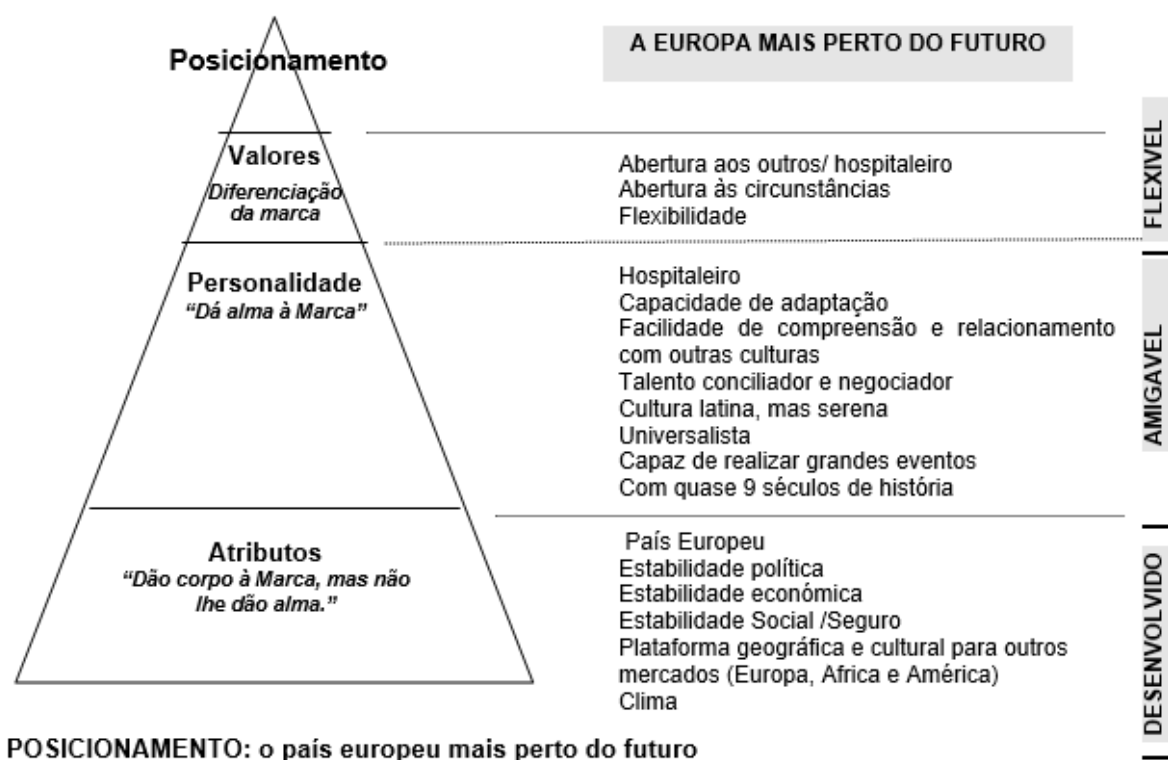 Posicionamento
A EUROPA MAIS PERTO DO FUTURO
Valores
Diferenciação
da marca
Abertura aos outros/ hospitaleiro
Abertura às circunstâncias
Flexibilidade
FLEXIVEL
Personalidade
“Dá alma à Marca”
Hospitaleiro
Capacidade de adaptação
Facilidade de compreensão e relacionamento
com outras culturas
Talento conciliador e negociador
Cultura latina, mas serena
Universalista
Capaz de realizar grandes eventos
Com quase 9 séculos de história
AMIGAVEL
Atributos
“Dão corpo à Marca, mas não
lhe dão alma.”
País Europeu
Estabilidade política
Estabilidade económica
Estabilidade Social /Seguro
Plataforma geográfica e cultural para outros
mercados (Europa, Africa e América)
Clima
DESENVOLVIDO
POSICIONAMENTO: o país europeu mais perto do futuro